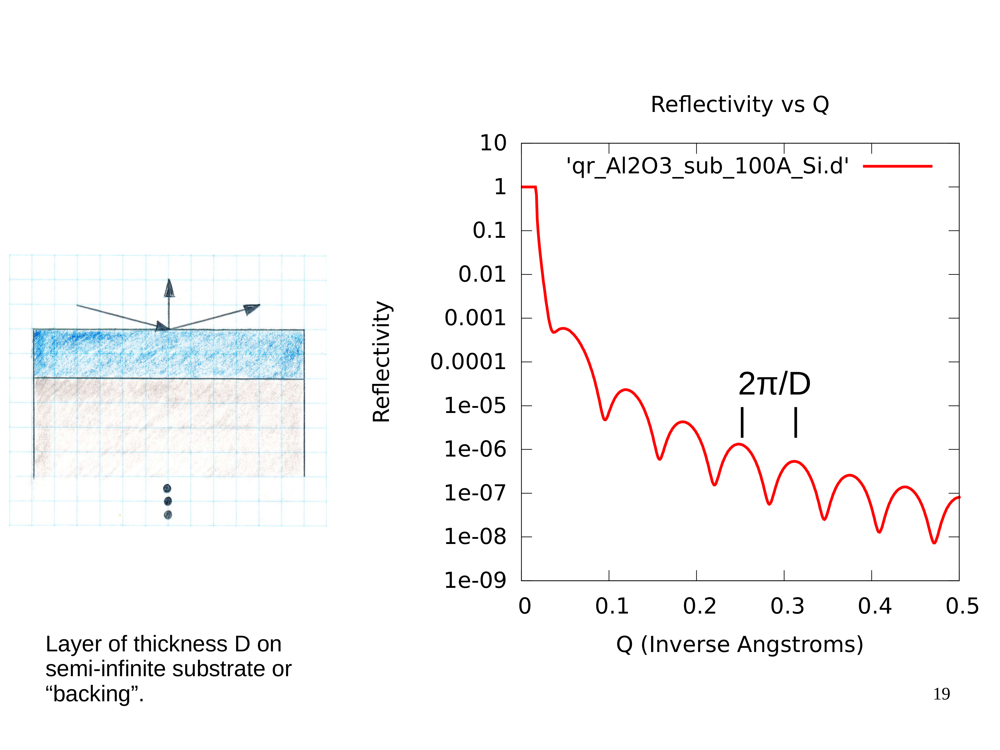 Reflectivity vs Q
10
'qr_Al2O3_sub_100A_Si.d'
1
0.1
0.01
0.001
0.0001
1e-05
1e-06
1e-07
1e-08
1e-09
Reflectivity
2π/D
0 0.1 0.2 0.3 0.4 0.5
Q (Inverse Angstroms)
Layer of thickness D on
semi-infinite substrate or
“backing”.
19